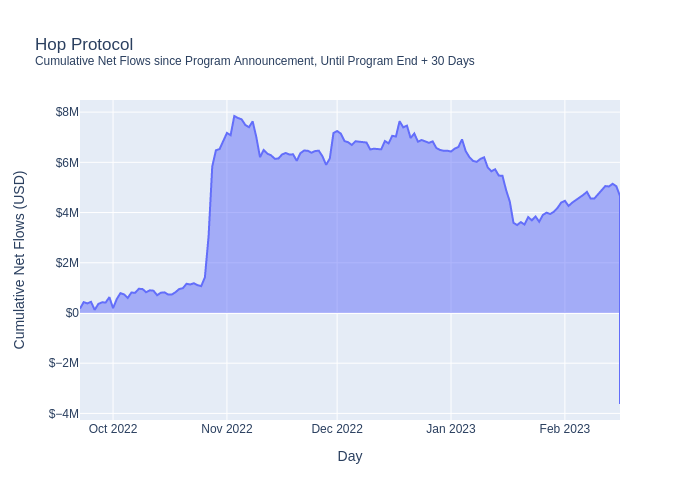 Hop Protocol
Cumulative Net Flows since Program Announcement, Until Program End + 30 Days
Cumulative Net Flows (USD)
$8M
$6M
$4M
$2M
$0
$−2M
$−4M
Oct 2022
Nov 2022
Dec 2022
Jan 2023
Feb 2023
Day